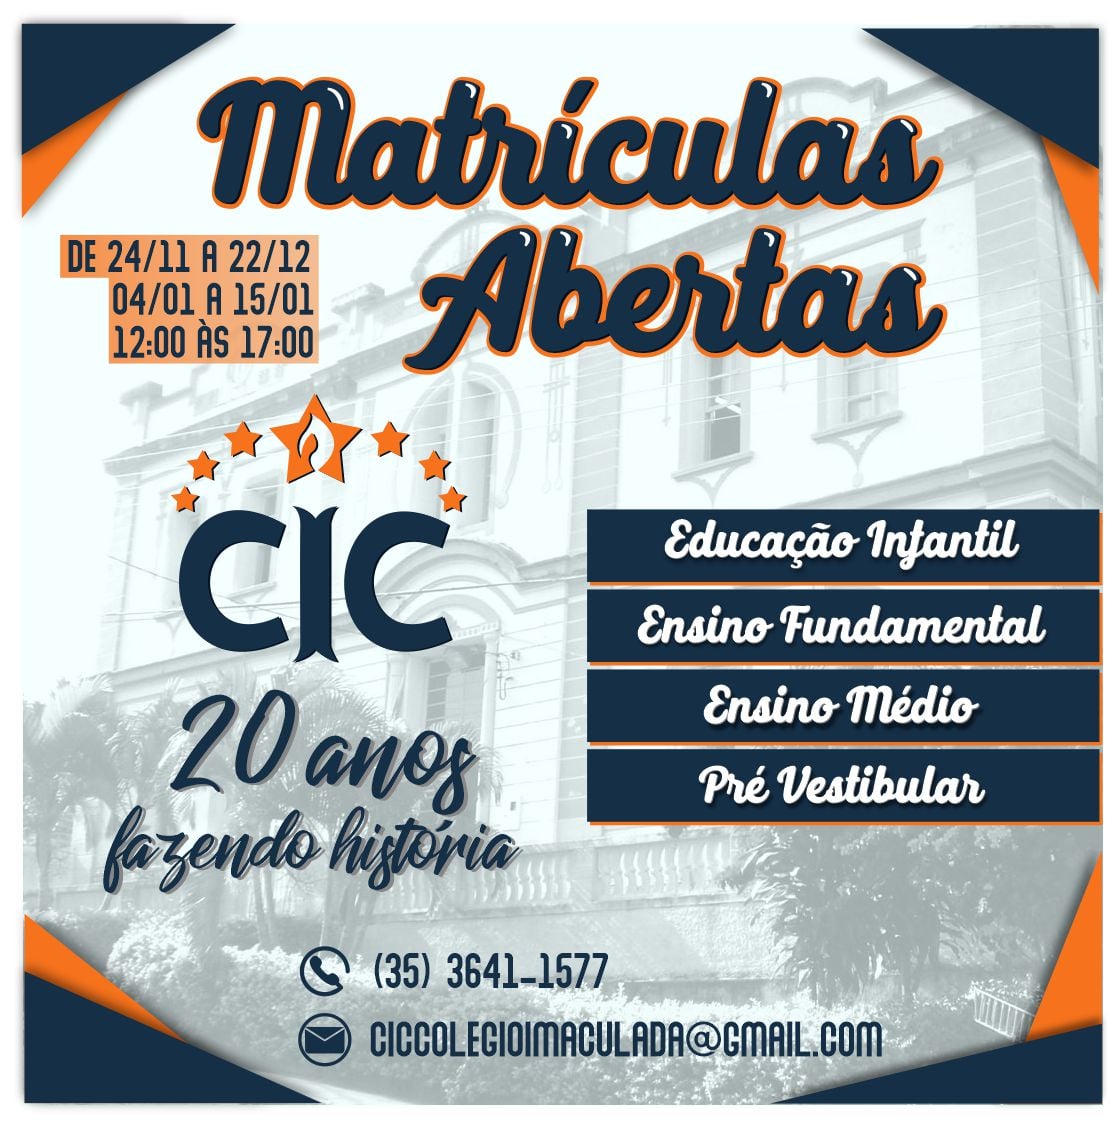 Matrículas
Abertas
DE 24/11 A 22/12
04/01 A 15/01
12:00 ÀS 17:00
CIC
20 anos
fazendo história
Educação Infantil
Ensino Fundamental
Ensino Médio
Pré Vestibular
(35) 3641-1577
CICCOLEGIOIMACULADA@GMAIL.COM